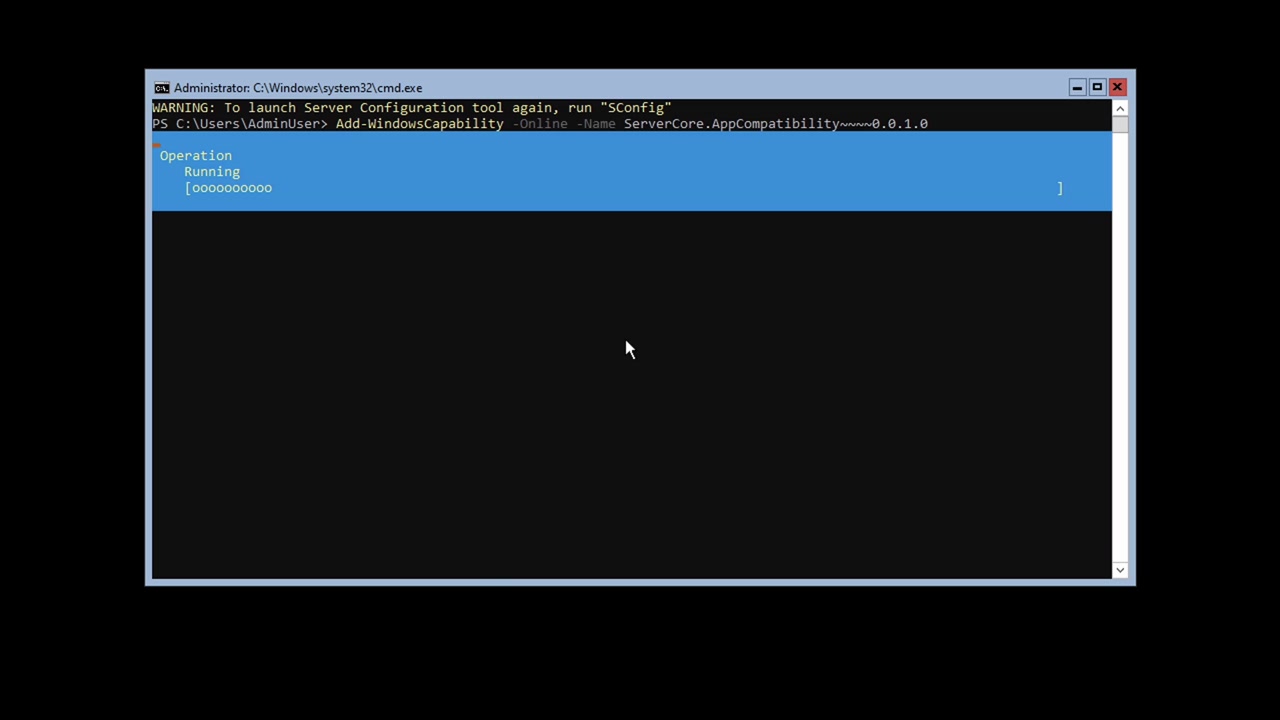 Administrator: C:\Windows\system32\cmd.exe
WARNING: To launch Server Configuration tool again, run "SConfig"
PS C:\Users\AdminUser> Add-WindowsCapability -Online -Name ServerCore.AppCompatibility~~~~0.0.1.0
Operation
Running
[oooooooooo ]